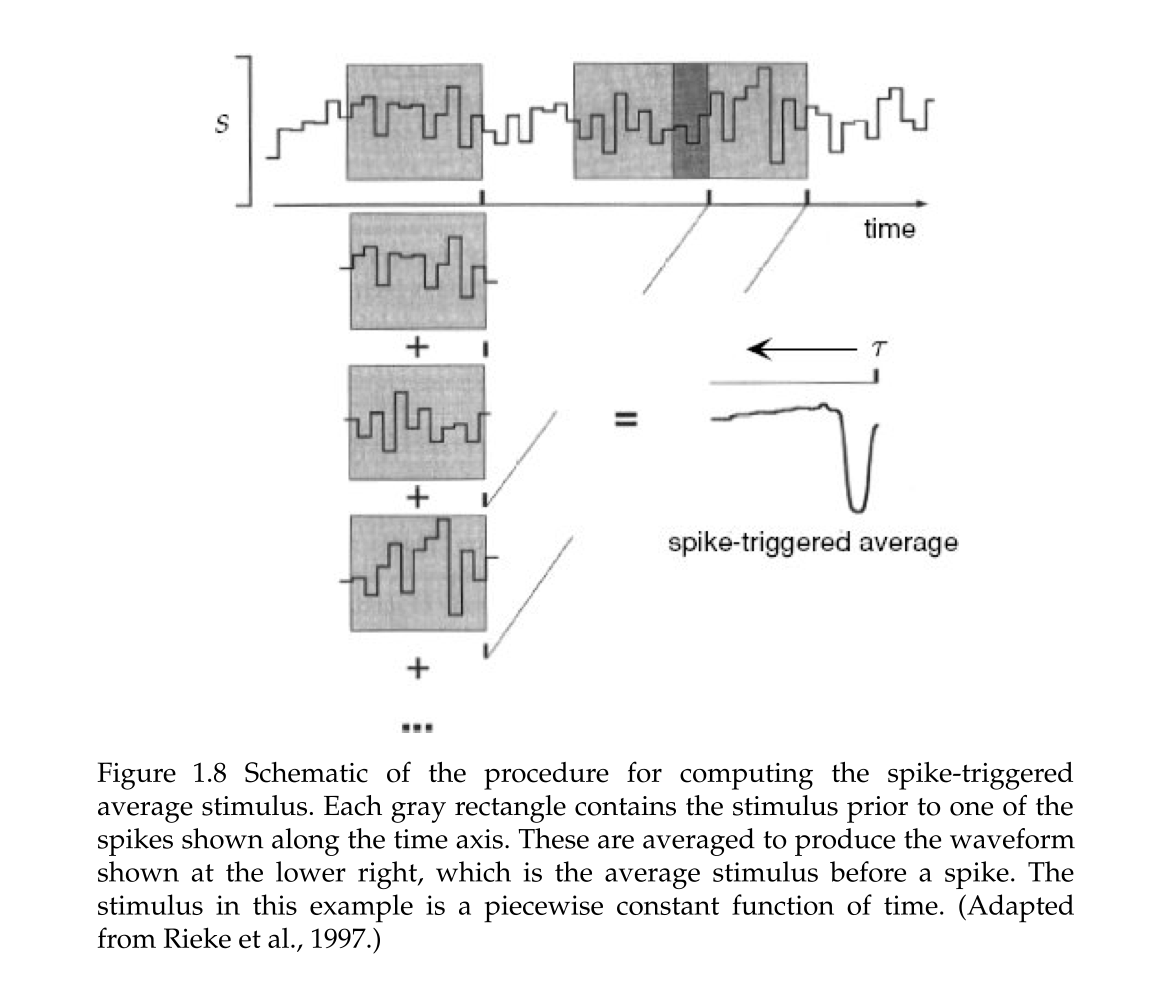 s
time
+
τ
+
=
spike-triggered average
+
...
Figure 1.8 Schematic of the procedure for computing the spike-triggered
average stimulus. Each gray rectangle contains the stimulus prior to one of the
spikes shown along the time axis. These are averaged to produce the waveform
shown at the lower right, which is the average stimulus before a spike. The
stimulus in this example is a piecewise constant function of time. (Adapted
from Rieke et al., 1997.)